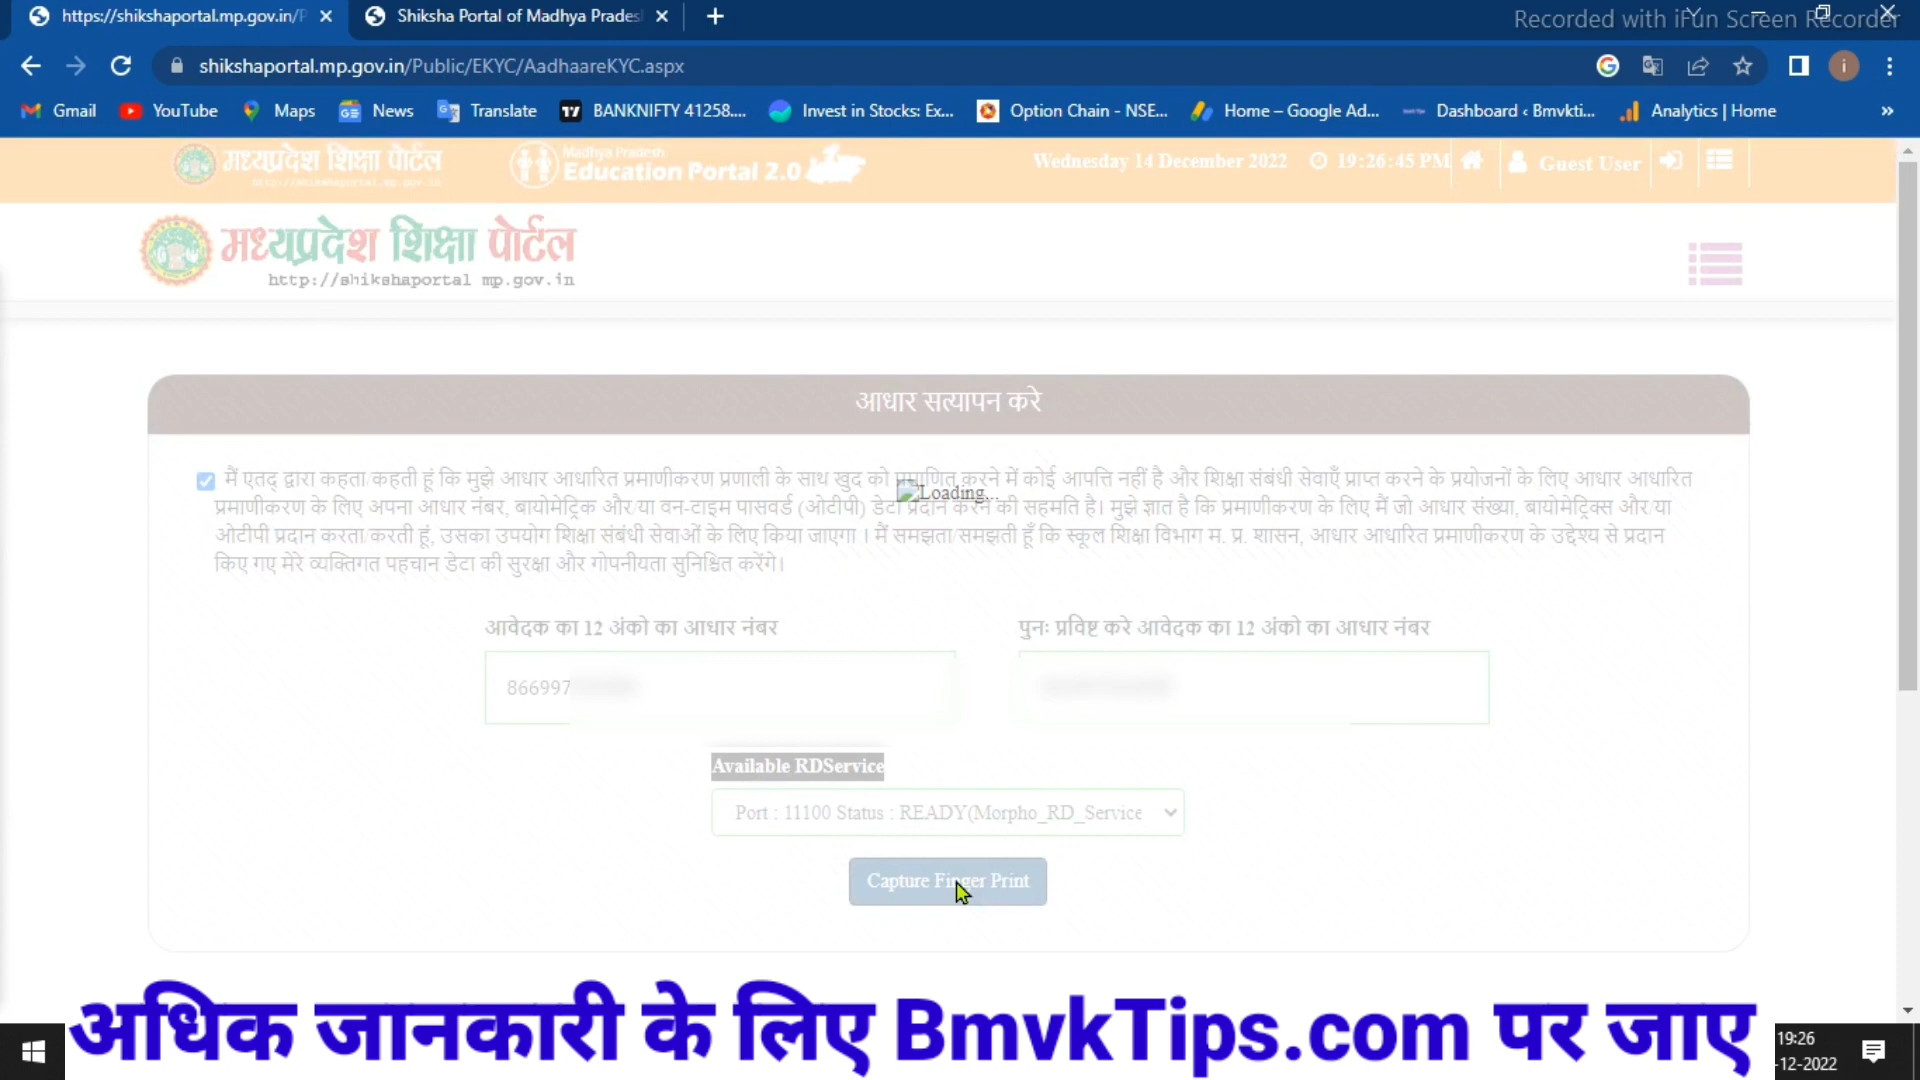 https://shikshaportal.mp.gov.in/P
Shiksha Portal of Madhya Prades
Recorded with iFun Screen Recorder
shikshaportal.mp.gov.in/Public/EKYC/AadhaareKYC.aspx
Gmail
YouTube
Maps
News
Translate
BANKNIFTY 41258....
Invest in Stocks: Ex...
Option Chain - NSE...
Home – Google Ad...
Dashboard ‹ Bmvkti...
Analytics | Home
मध्यप्रदेश शिक्षा पोर्टल
http://shikshaportal.mp.gov.in
Madhya Pradesh
Education Portal 2.0
Wednesday 14 December 2022
19:26:45 PM
Guest User
मध्यप्रदेश शिक्षा पोर्टल
http://shikshaportal mp.gov.in
आधार सत्यापन करे
मैं एतद् द्वारा कहता/कहती हूं कि मुझे आधार आधारित प्रमाणीकरण प्रणाली के साथ खुद को प्रमाणित करने में कोई आपत्ति नहीं है और शिक्षा संबंधी सेवाएँ प्राप्त करने के प्रयोजनों के लिए आधार आधारित
Loading...
प्रमाणीकरण के लिए अपना आधार नंबर, बायोमेट्रिक और/या वन-टाइम पासवर्ड (ओटीपी) डेटा प्रदान करने की सहमति है। मुझे ज्ञात है कि प्रमाणीकरण के लिए मैं जो आधार संख्या, बायोमेट्रिक्स और/या
ओटीपी प्रदान करता/करती हूं, उसका उपयोग शिक्षा संबंधी सेवाओं के लिए किया जाएगा । मैं समझता/समझती हूँ कि स्कूल शिक्षा विभाग म. प्र. शासन, आधार आधारित प्रमाणीकरण के उद्देश्य से प्रदान
किए गए मेरे व्यक्तिगत पहचान डेटा की सुरक्षा और गोपनीयता सुनिश्चित करेंगे।
आवेदक का 12 अंको का आधार नंबर
पुनः प्रविष्ट करे आवेदक का 12 अंको का आधार नंबर
866997
Available RDService
Port : 11100 Status : READY(Morpho_RD_Service
Capture Finger Print
अधिक जानकारी के लिए BmvkTips.com पर जाए
19:26
-12-2022